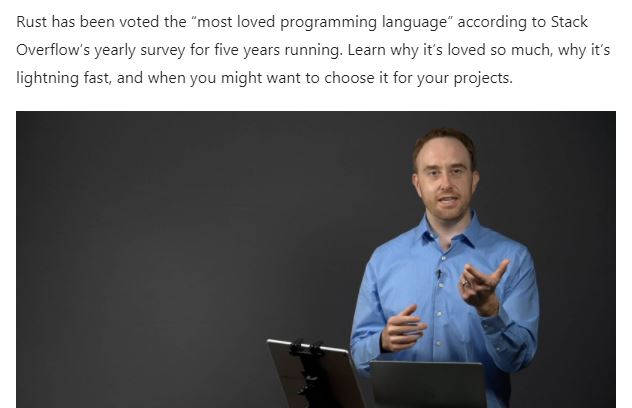 Rust has been voted the “most loved programming language” according to Stack
Overflow’s yearly survey for five years running. Learn why it’s loved so much, why it’s
lightning fast, and when you might want to choose it for your projects.